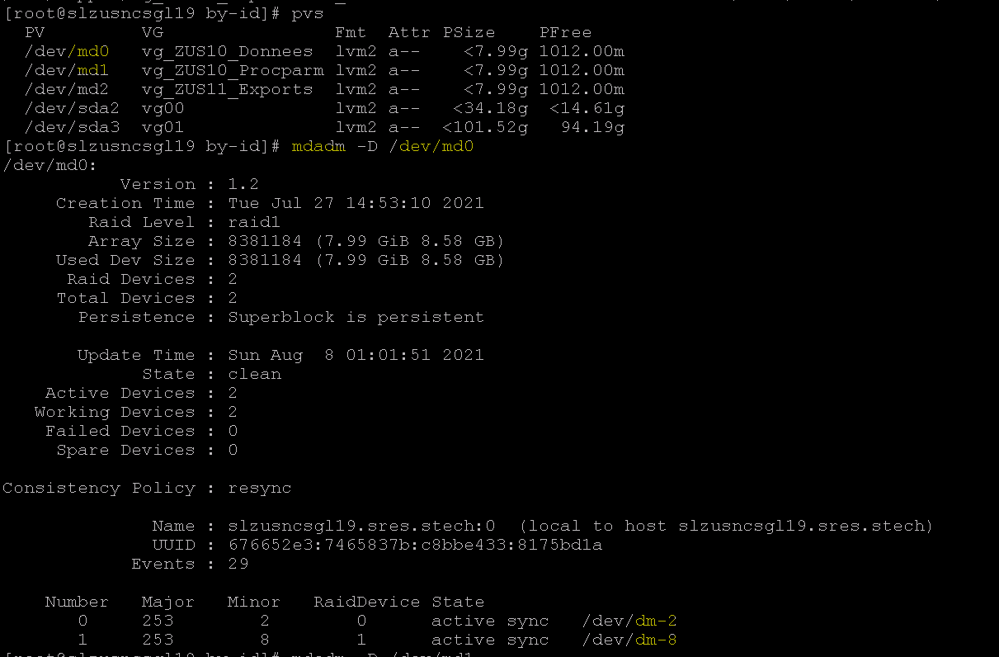 [root@slzusncsgl19 by-id]# pvs
  PV         VG                Fmt  Attr PSize    PFree
  /dev/md0   vg_ZUS10_Donnees  lvm2 a--    <7.99g 1012.00m
  /dev/md1   vg_ZUS10_Procparm lvm2 a--    <7.99g 1012.00m
  /dev/md2   vg_ZUS11_Exports  lvm2 a--    <7.99g 1012.00m
  /dev/sda2  vg00              lvm2 a--   <34.18g  <14.61g
  /dev/sda3  vg01              lvm2 a--  <101.52g   94.19g
[root@slzusncsgl19 by-id]# mdadm -D /dev/md0
/dev/md0:
           Version : 1.2
     Creation Time : Tue Jul 27 14:53:10 2021
        Raid Level : raid1
        Array Size : 8381184 (7.99 GiB 8.58 GB)
     Used Dev Size : 8381184 (7.99 GiB 8.58 GB)
      Raid Devices : 2
     Total Devices : 2
       Persistence : Superblock is persistent
       Update Time : Sun Aug  8 01:01:51 2021
             State : clean
    Active Devices : 2
   Working Devices : 2
    Failed Devices : 0
     Spare Devices : 0
Consistency Policy : resync
              Name : slzusncsgl19.sres.stech:0  (local to host slzusncsgl19.sres.stech)
              UUID : 676652e3:7465837b:c8bbe433:8175bd1a
            Events : 29
    Number   Major   Minor   RaidDevice State
       0     253        2        0      active sync   /dev/dm-2
       1     253        8        1      active sync   /dev/dm-8
[root@slzusncsgl19 by-id]# mdadm -D /dev/md1